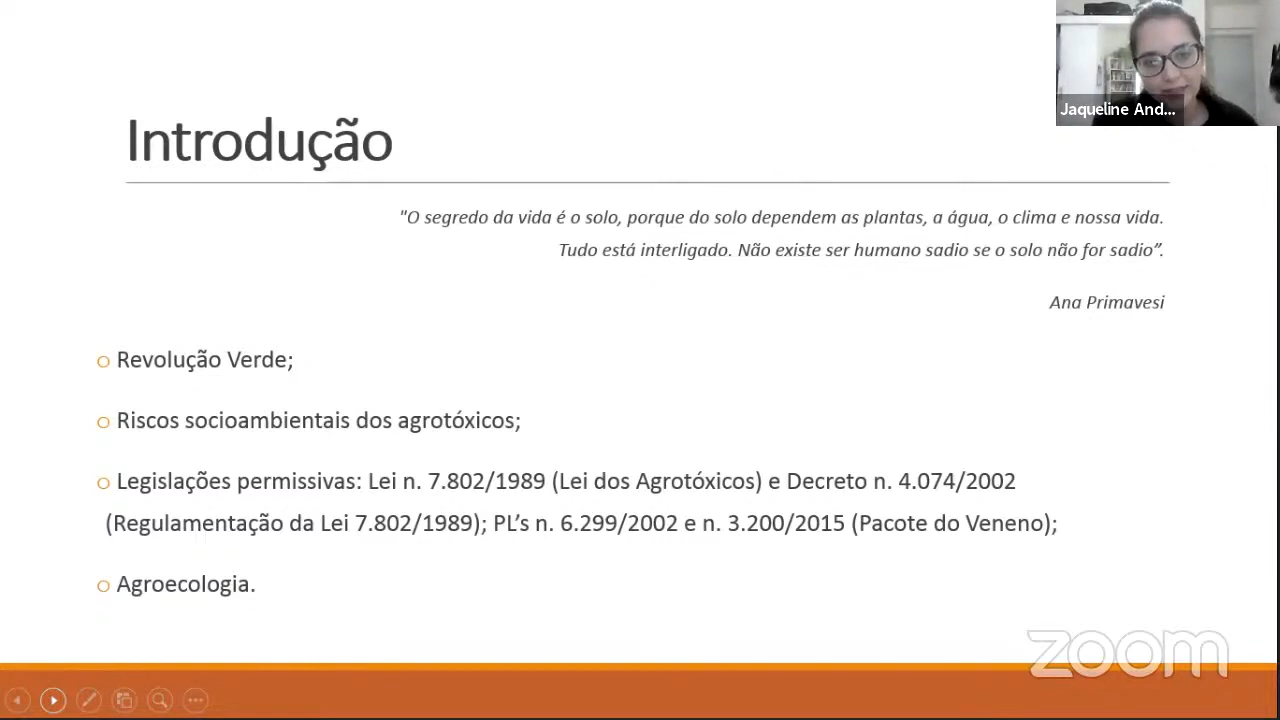 Jaqueline And...
Introdução
"O segredo da vida é o solo, porque do solo dependem as plantas, a água, o clima e nossa vida.
Tudo está interligado. Não existe ser humano sadio se o solo não for sadio”.
Ana Primavesi
o Revolução Verde;
o Riscos socioambientais dos agrotóxicos;
o Legislações permissivas: Lei n. 7.802/1989 (Lei dos Agrotóxicos) e Decreto n. 4.074/2002
(Regulamentação da Lei 7.802/1989); PL’s n. 6.299/2002 e n. 3.200/2015 (Pacote do Veneno);
o Agroecologia.
zoom